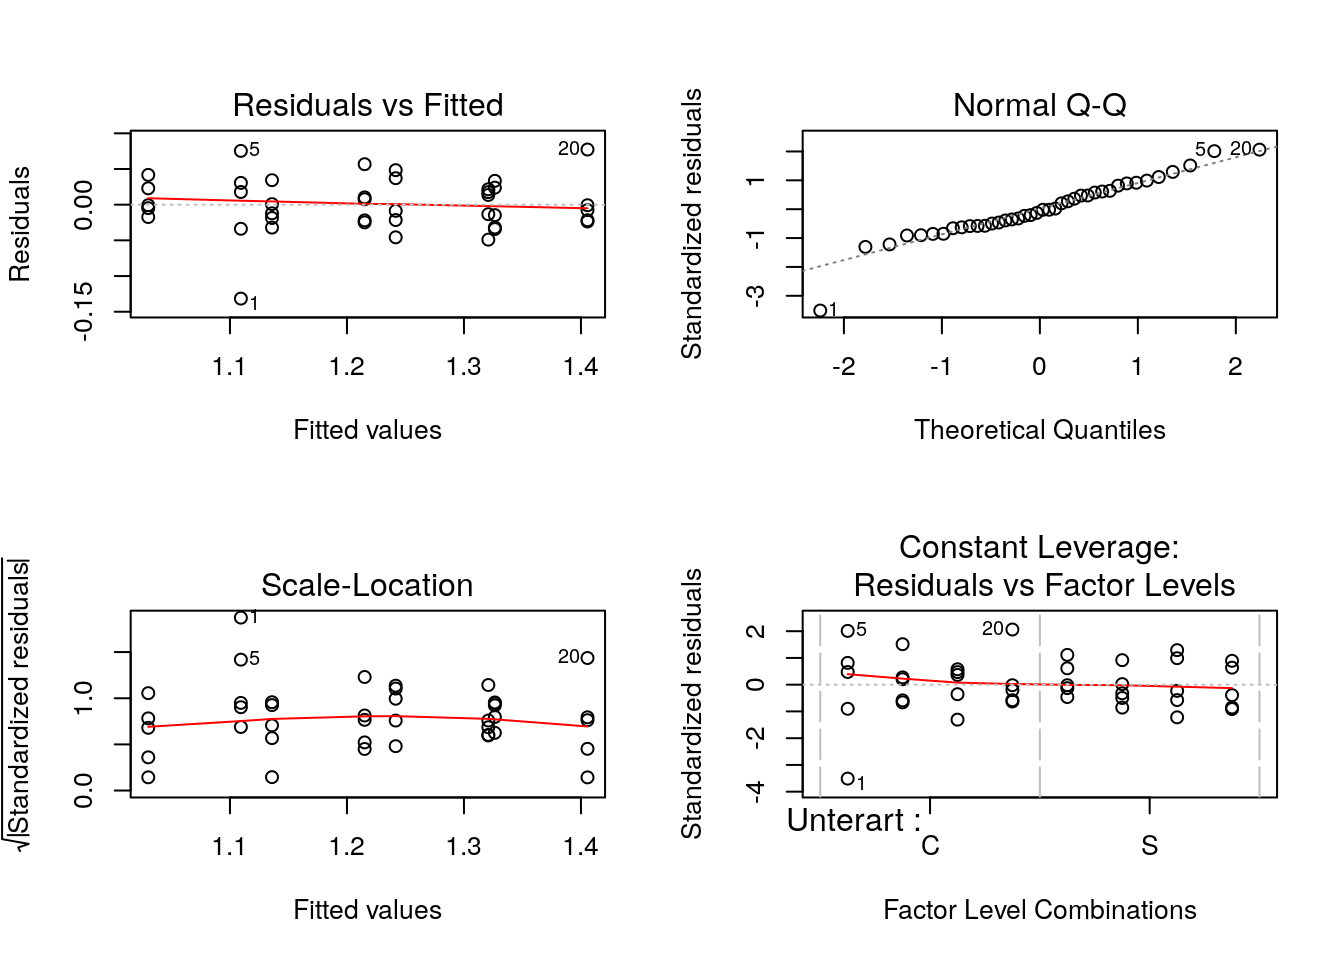 Residuals vs Fitted
Residuals
0.00
-0.15
5
20
1
1.1 1.2 1.3 1.4
Fitted values
Normal Q-Q
Standardized residuals
1
-1
-3
5 20
1
-2 -1 0 1 2
Theoretical Quantiles
Scale-Location
√|Standardized residuals|
1.0
0.0
1
5
20
1.1 1.2 1.3 1.4
Fitted values
Constant Leverage:
Residuals vs Factor Levels
Standardized residuals
2
0
-2
-4
5
20
1
Unterart :
C S
Factor Level Combinations